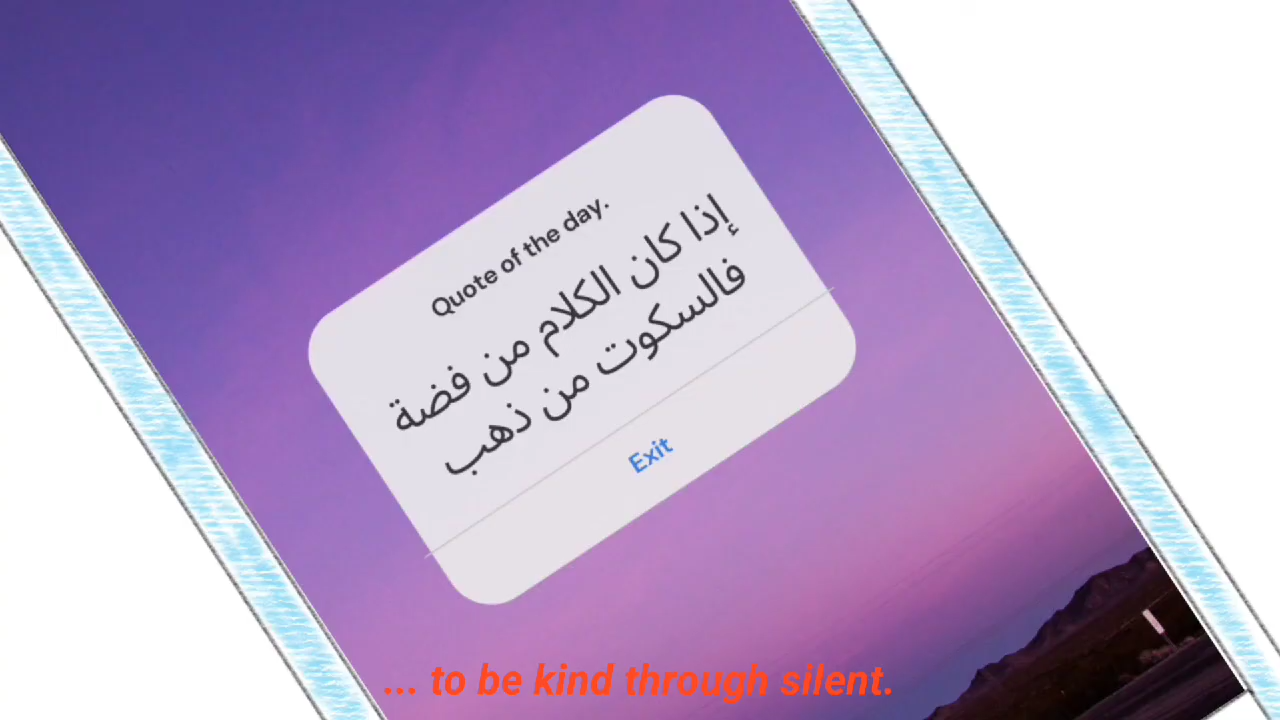 Quote of the day.
إذا كان الكلام من فضة
فالسكوت من ذهب
Exit
... to be kind through silent.